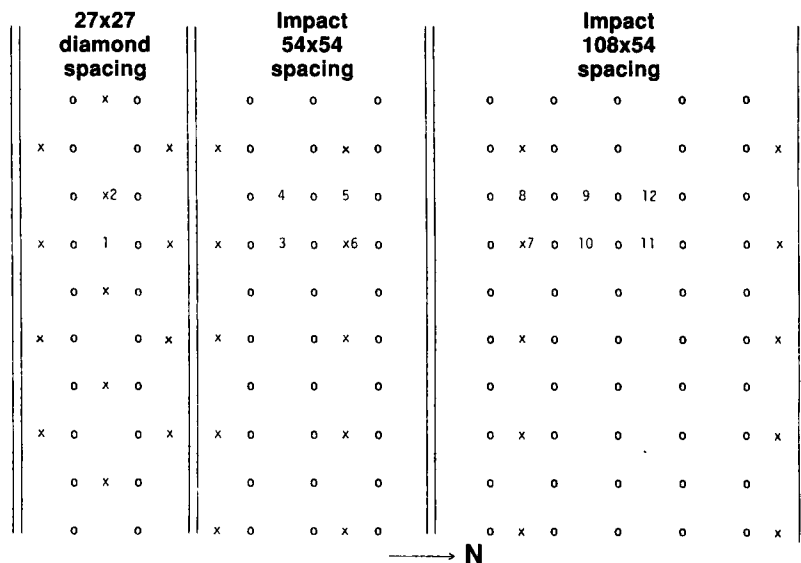 27x27 Impact Impact
diamond 54x54 108x54
spacing spacing spacing
o x o o o o o o o o o
x o o x x o o x o o x o o o o x
o x2 o o 4 o 5 o o 8 o 9 o 12 o o
x o 1 o x x o 3 o x6 o o x7 o 10 o 11 o o x
o x o o o o o o o o o
x o o x x o o x o o x o o o o x
o x o o o o o o o o o
x o o x x o o x o o x o o o o x
o x o o o o o o o o o
o o x o o x o o x o o o o x
N